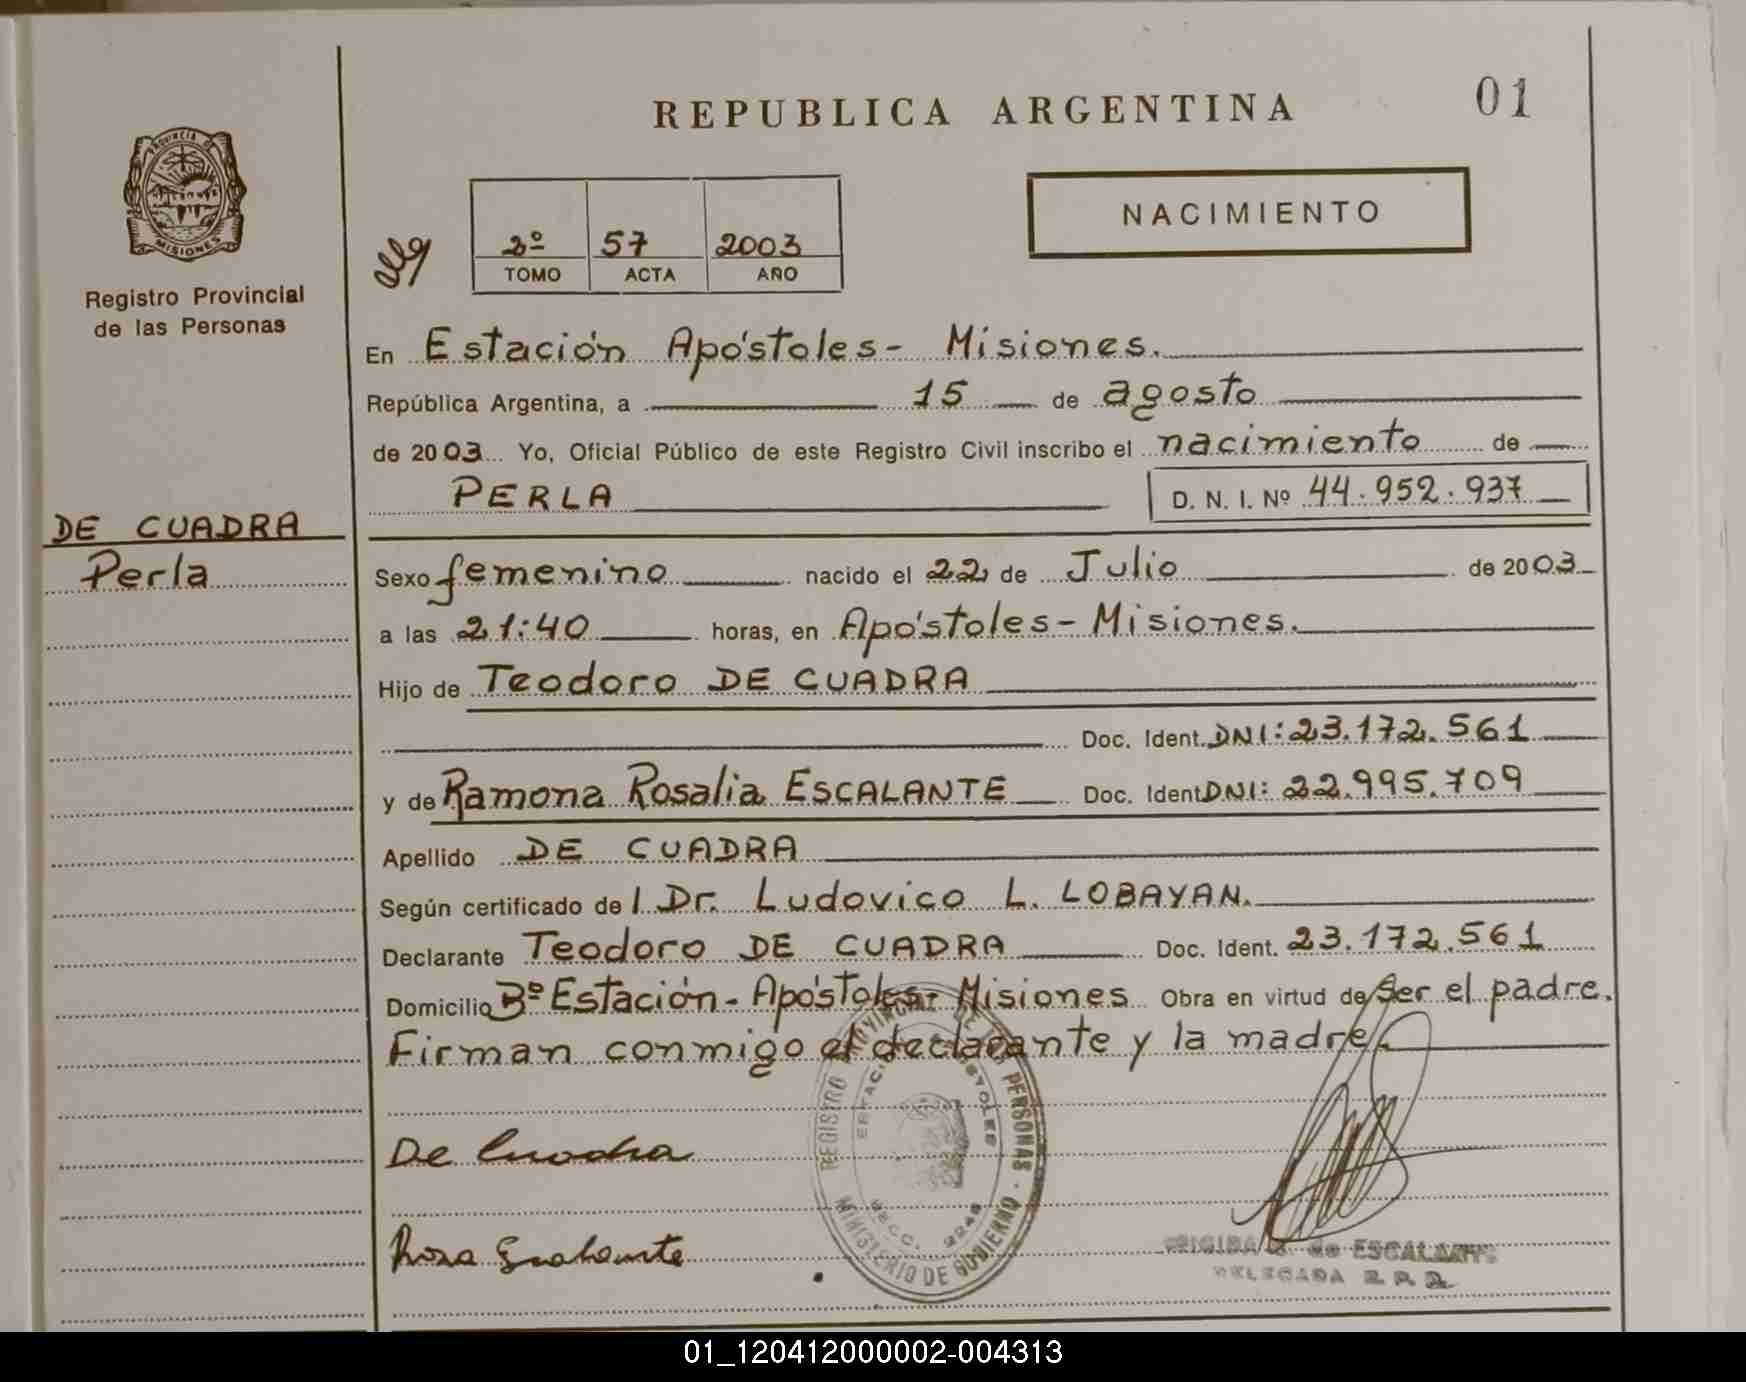 REPUBLICA ARGENTINA
01
PROVINCIA DE
MISIONES
Registro Provincial
de las Personas
2º 57 2003
TOMO ACTA AÑO
NACIMIENTO
En Estación Apóstoles - Misiones.
República Argentina, a 15 de agosto
de 2003 Yo, Oficial Público de este Registro Civil inscribo el nacimiento de
PERLA D. N. I. Nº 44.952.937
DE CUADRA
Perla
Sexo femenino nacido el 22 de Julio de 2003
a las 21:40 horas, en Apóstoles - Misiones.
Hijo de Teodoro DE CUADRA
Doc. Ident. DNI: 23.172.561
y de Ramona Rosalia ESCALANTE Doc. Ident. DNI: 22.995.709
Apellido DE CUADRA
Según certificado del Dr. Ludovico L. LOBAYAN.
Declarante Teodoro DE CUADRA Doc. Ident. 23.172.561
Domicilio Bº Estación - Apóstoles - Misiones Obra en virtud de ser el padre.
Firman conmigo el declarante y la madre.
REGISTRO PROVINCIAL DE LAS PERSONAS
MINISTERIO DE GOBIERNO
De Cuadra
Rosa Escalante
de ESCALANTE
DELEGADA R. P. P.
01_120412000002-004313